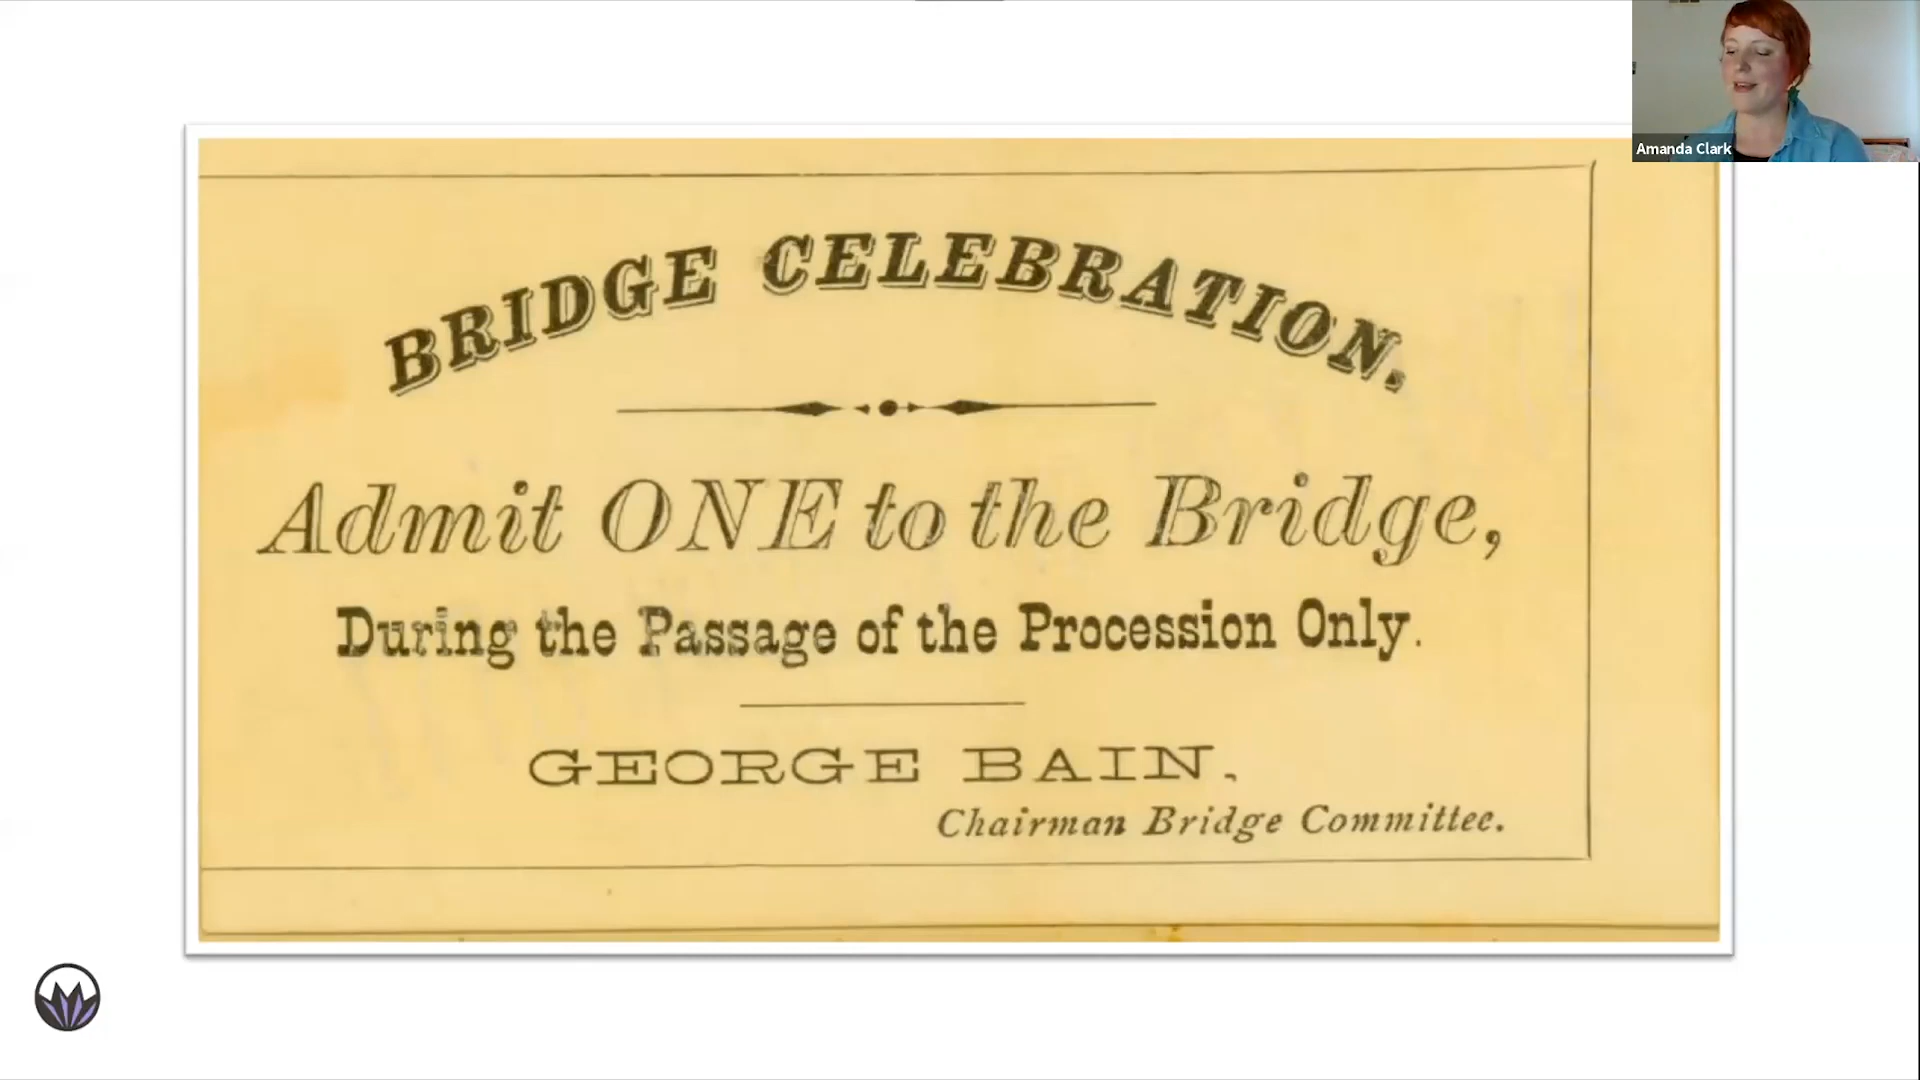 Amanda Clark
BRIDGE CELEBRATION.
Admit ONE to the Bridge,
During the Passage of the Procession Only.
GEORGE BAIN,
Chairman Bridge Committee.